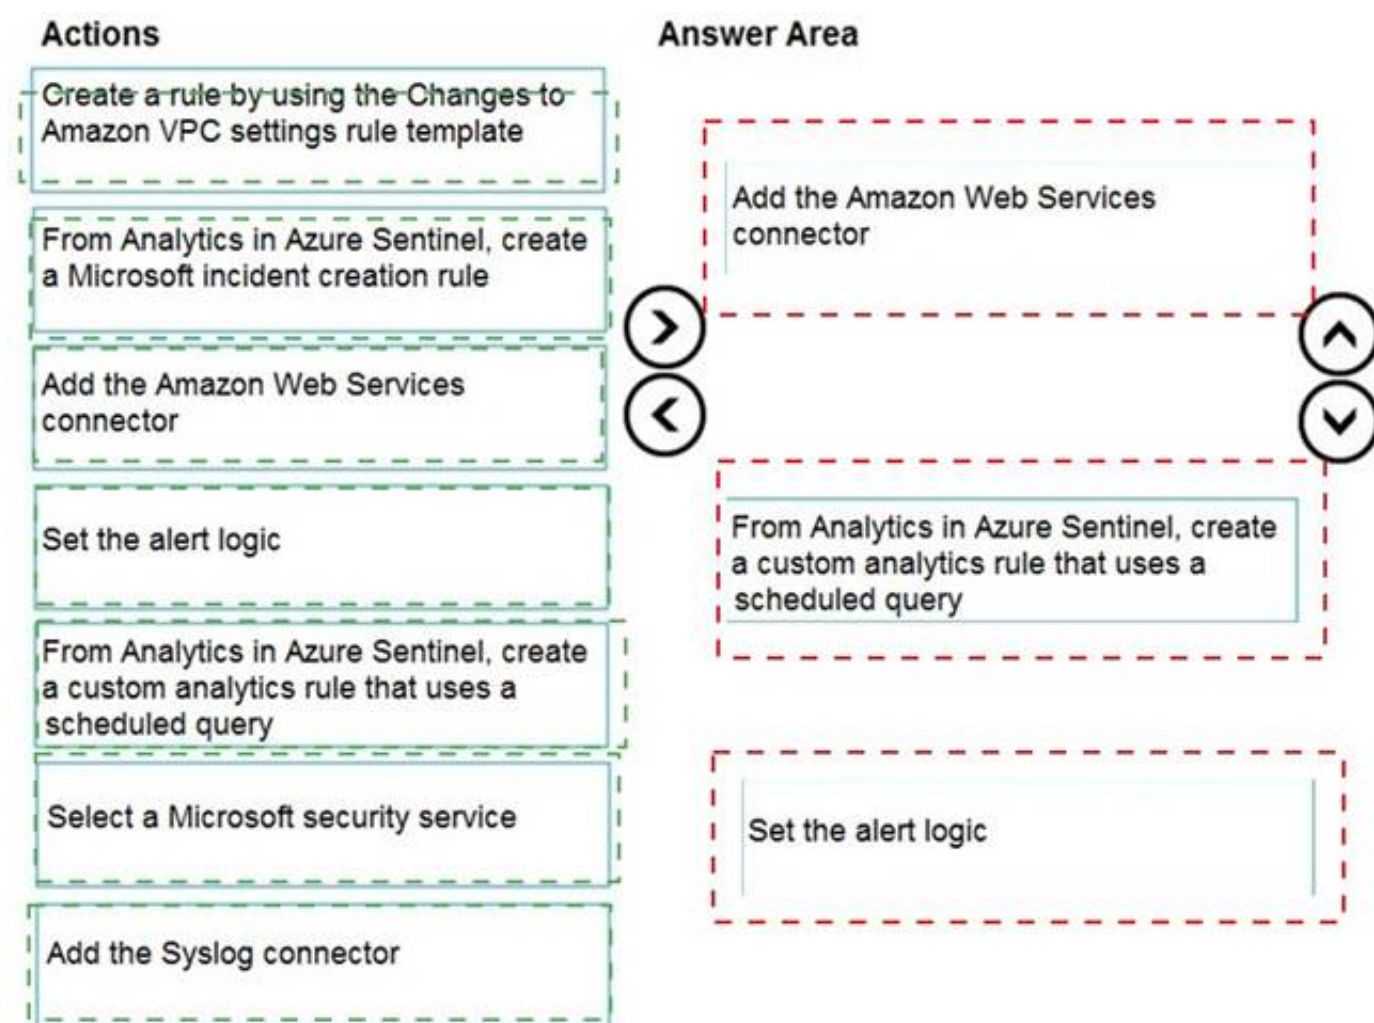 Actions
Create a rule by using the Changes to
Amazon VPC settings rule template
From Analytics in Azure Sentinel, create
a Microsoft incident creation rule
Add the Amazon Web Services
connector
Set the alert logic
From Analytics in Azure Sentinel, create
a custom analytics rule that uses a
scheduled query
Select a Microsoft security service
Add the Syslog connector
Answer Area
Add the Amazon Web Services
connector
From Analytics in Azure Sentinel, create
a custom analytics rule that uses a
scheduled query
Set the alert logic